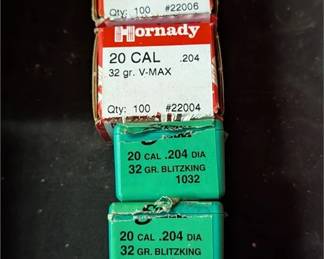 Qty: 100 #22006
Hornady
20 CAL .204
32 gr. V-MAX
Qty: 100 #22004
20 CAL .204 DIA
32 GR. BLITZKING
1032
20 CAL .204 DIA
32 GR. BLITZKING